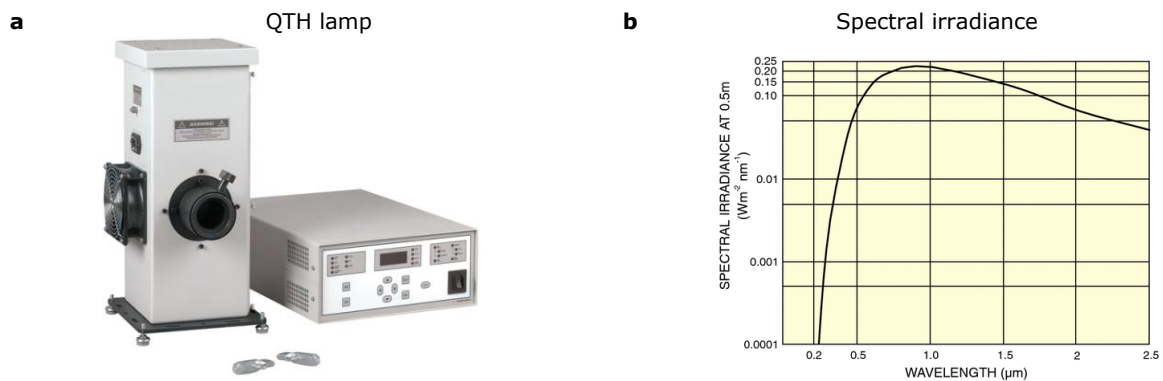 a
QTH lamp
WARNING!
b
Spectral irradiance
SPECTRAL IRRADIANCE AT 0.5m
(Wm-2 nm-1)
0.25
0.20
0.15
0.10
0.01
0.001
0.0001
0.2 0.5 1.0 1.5 2 2.5
WAVELENGTH (µm)